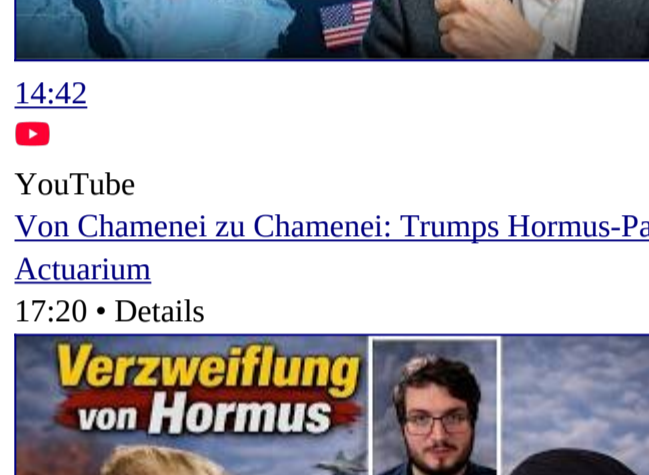 14:42
YouTube
Von Chamenei zu Chamenei: Trumps Hormus-Pa
Actuarium
17:20 • Details
Verzweiflung
von Hormus